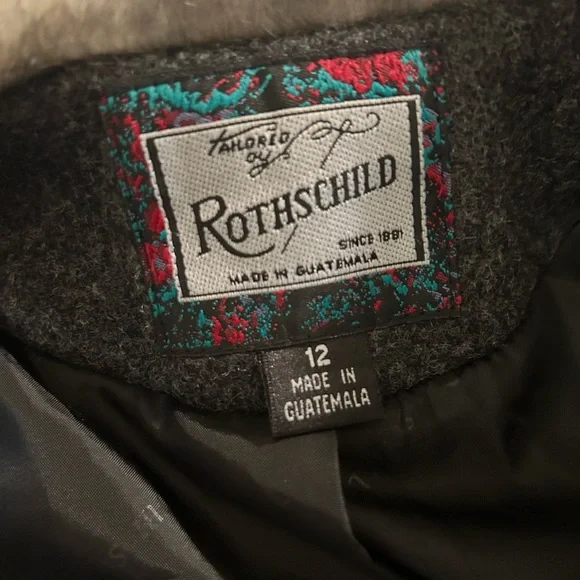 TAILORED
by
ROTHSCHILD
SINCE 1881
MADE IN GUATEMALA
12
MADE IN
GUATEMALA